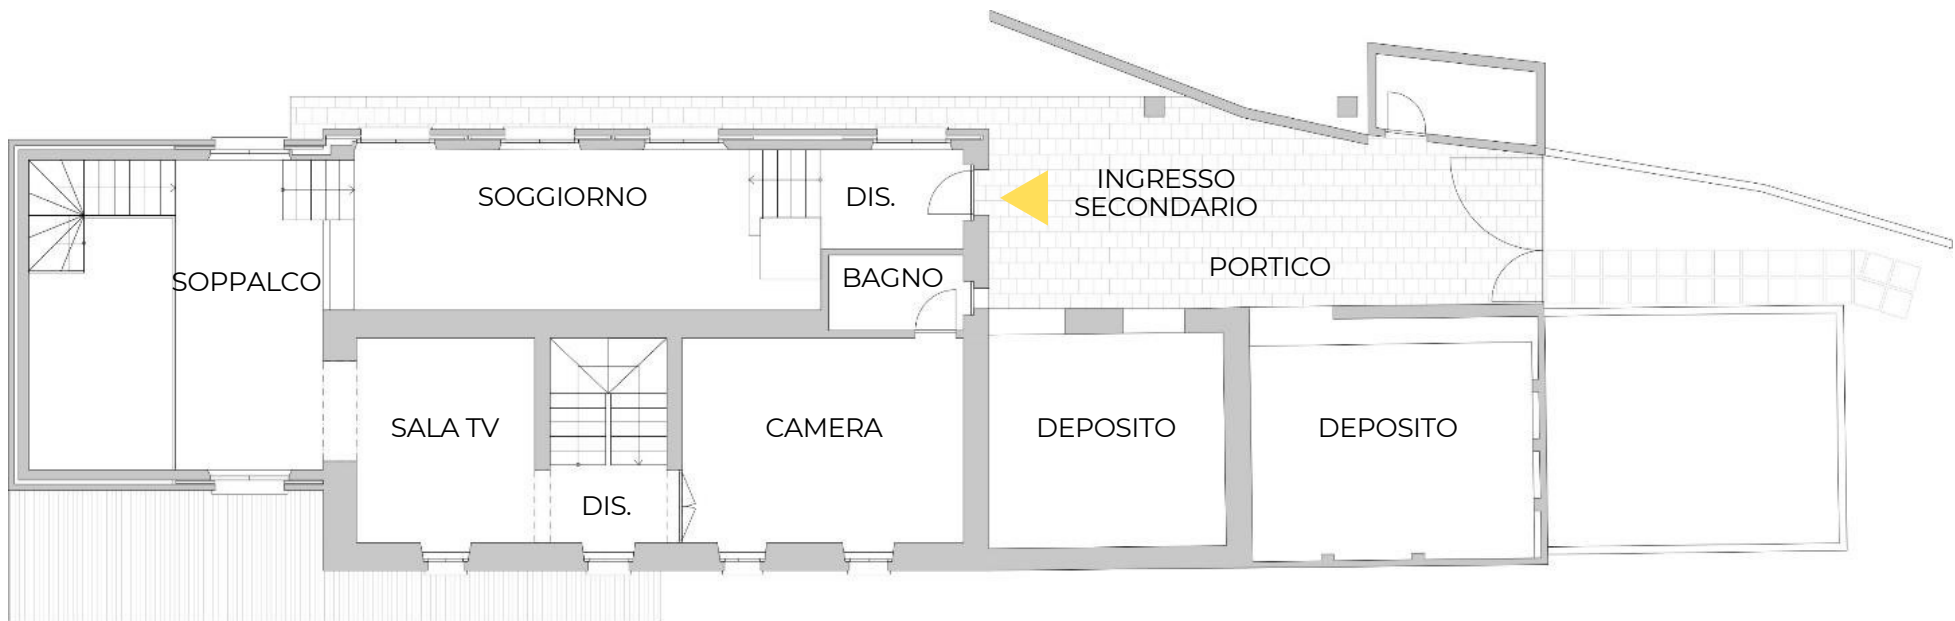 INGRESSO
SECONDARIO
SOGGIORNO
DIS.
PORTICO
SOPPALCO
BAGNO
SALA TV
CAMERA
DEPOSITO
DEPOSITO
DIS.